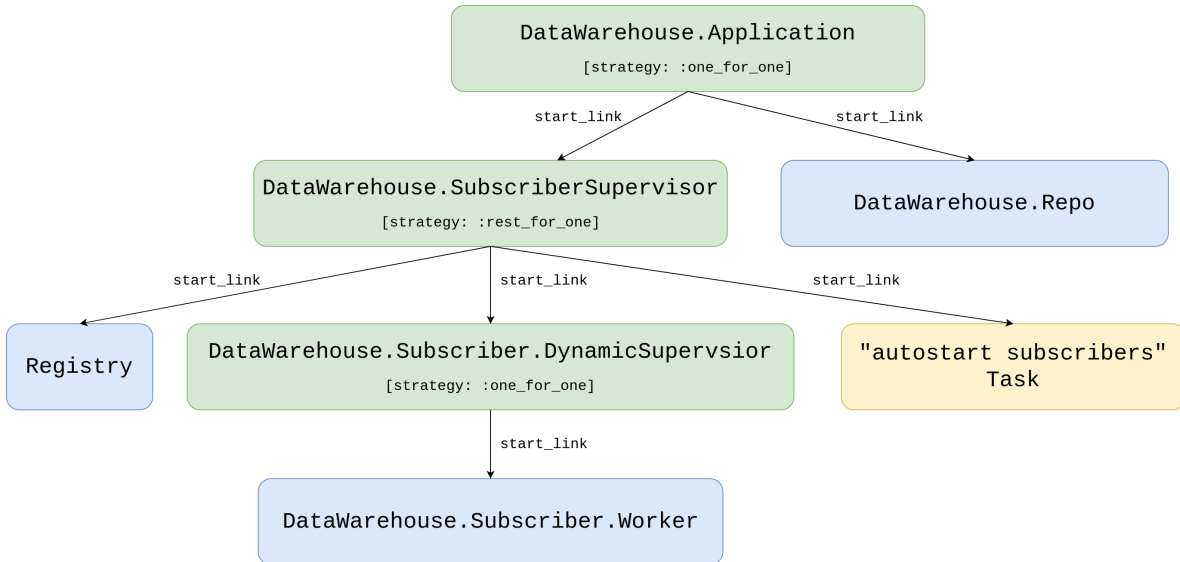 DataWarehouse.Application
[strategy: :one_for_one]
start_link
start_link
DataWarehouse.SubscriberSupervisor
[strategy: :rest_for_one]
DataWarehouse.Repo
start_link
start_link
start_link
Registry
DataWarehouse.Subscriber.DynamicSupervsior
[strategy: :one_for_one]
"autostart subscribers"
Task
start_link
DataWarehouse.Subscriber.Worker